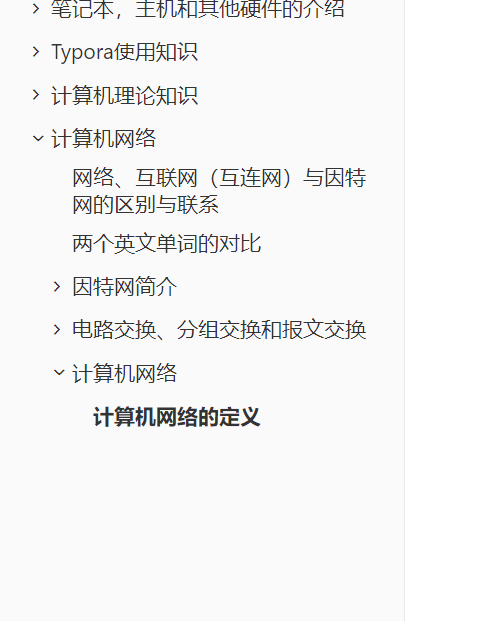 笔记本，主机和其他硬件的介绍
Typora使用知识
计算机理论知识
计算机网络
网络、互联网（互连网）与因特
网的区别与联系
两个英文单词的对比
因特网简介
电路交换、分组交换和报文交换
计算机网络
计算机网络的定义